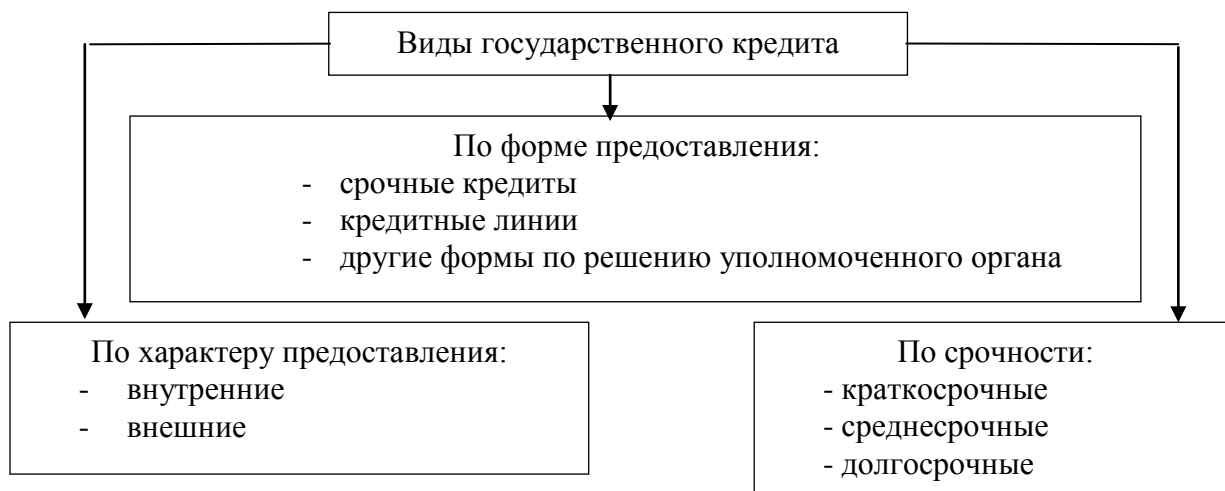 Виды государственного кредита
По форме предоставления:
- срочные кредиты
- кредитные линии
- другие формы по решению уполномоченного органа
По характеру предоставления:
- внутренние
- внешние
По срочности:
- краткосрочные
- среднесрочные
- долгосрочные